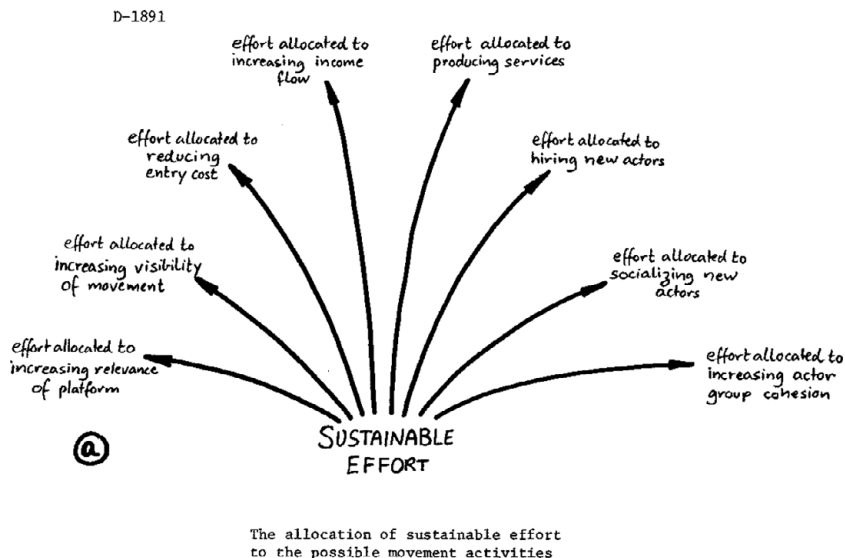 D-1891
effort allocated to
increasing income
flow
effort allocated to
producing services
effort allocated to
reducing
entry cost
effort allocated to
hiring new actors
effort allocated to
increasing visibility
of movement
effort allocated to
socializing new
actors
effort allocated to
increasing relevance
of platform
effort allocated to
increasing actor
group cohesion
a
SUSTAINABLE
EFFORT
The allocation of sustainable effort
to the possible movement activities